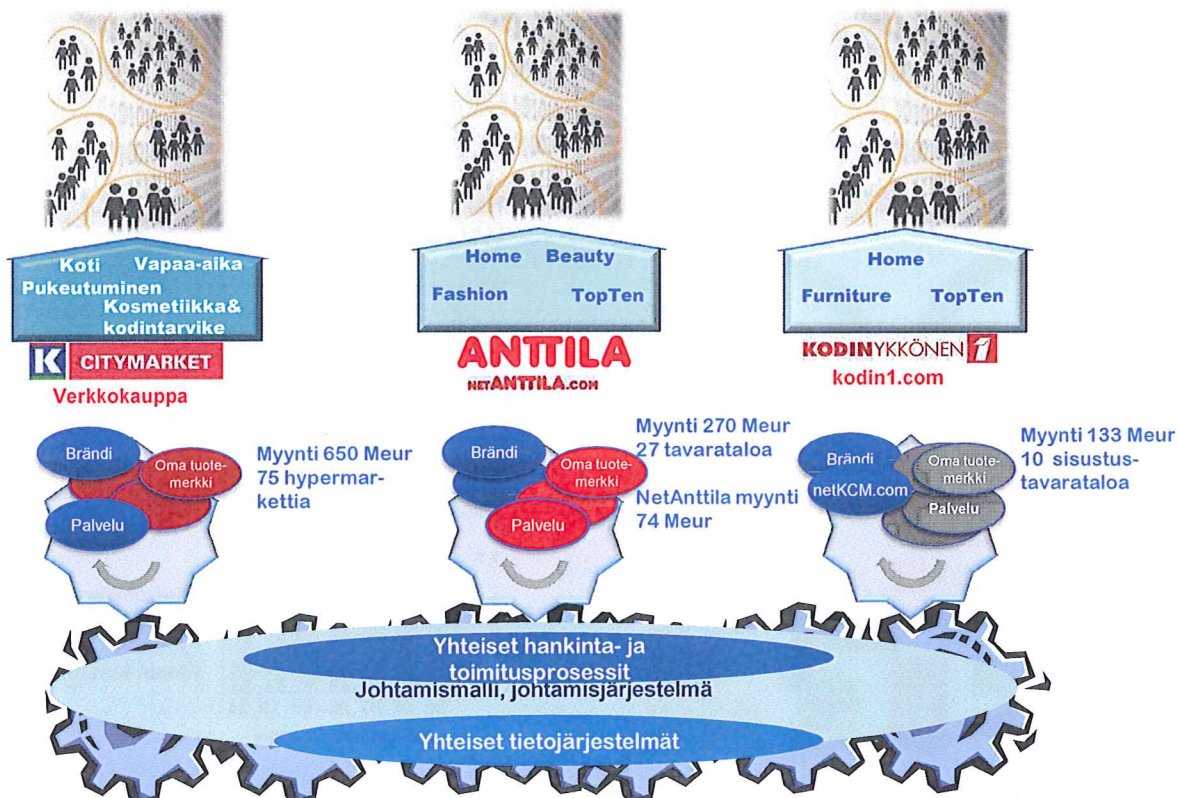 Koti Vapaa-aika
Pukeutuminen
Kosmetiikka&
kodintarvike
K CITYMARKET
Verkkokauppa
Home Beauty
Fashion TopTen
ANTTILA
NETANTTILA.COM
Home
Furniture TopTen
KODINYKKÖNEN 1
kodin1.com
Brändi
Oma tuote-
merkki
Palvelu
Myynti 650 Meur
75 hypermar-
kettia
Brändi
Oma tuote-
merkki
Palvelu
Myynti 270 Meur
27 tavarataloa
NetAnttila myynti
74 Meur
Brändi
netKCM.com
Oma tuote-
merkki
Palvelu
Myynti 133 Meur
10 sisustus-
tavarataloa
Yhteiset hankinta- ja
toimitusprosessit
Johtamismalli, johtamisjärjestelmä
Yhteiset tietojärjestelmät